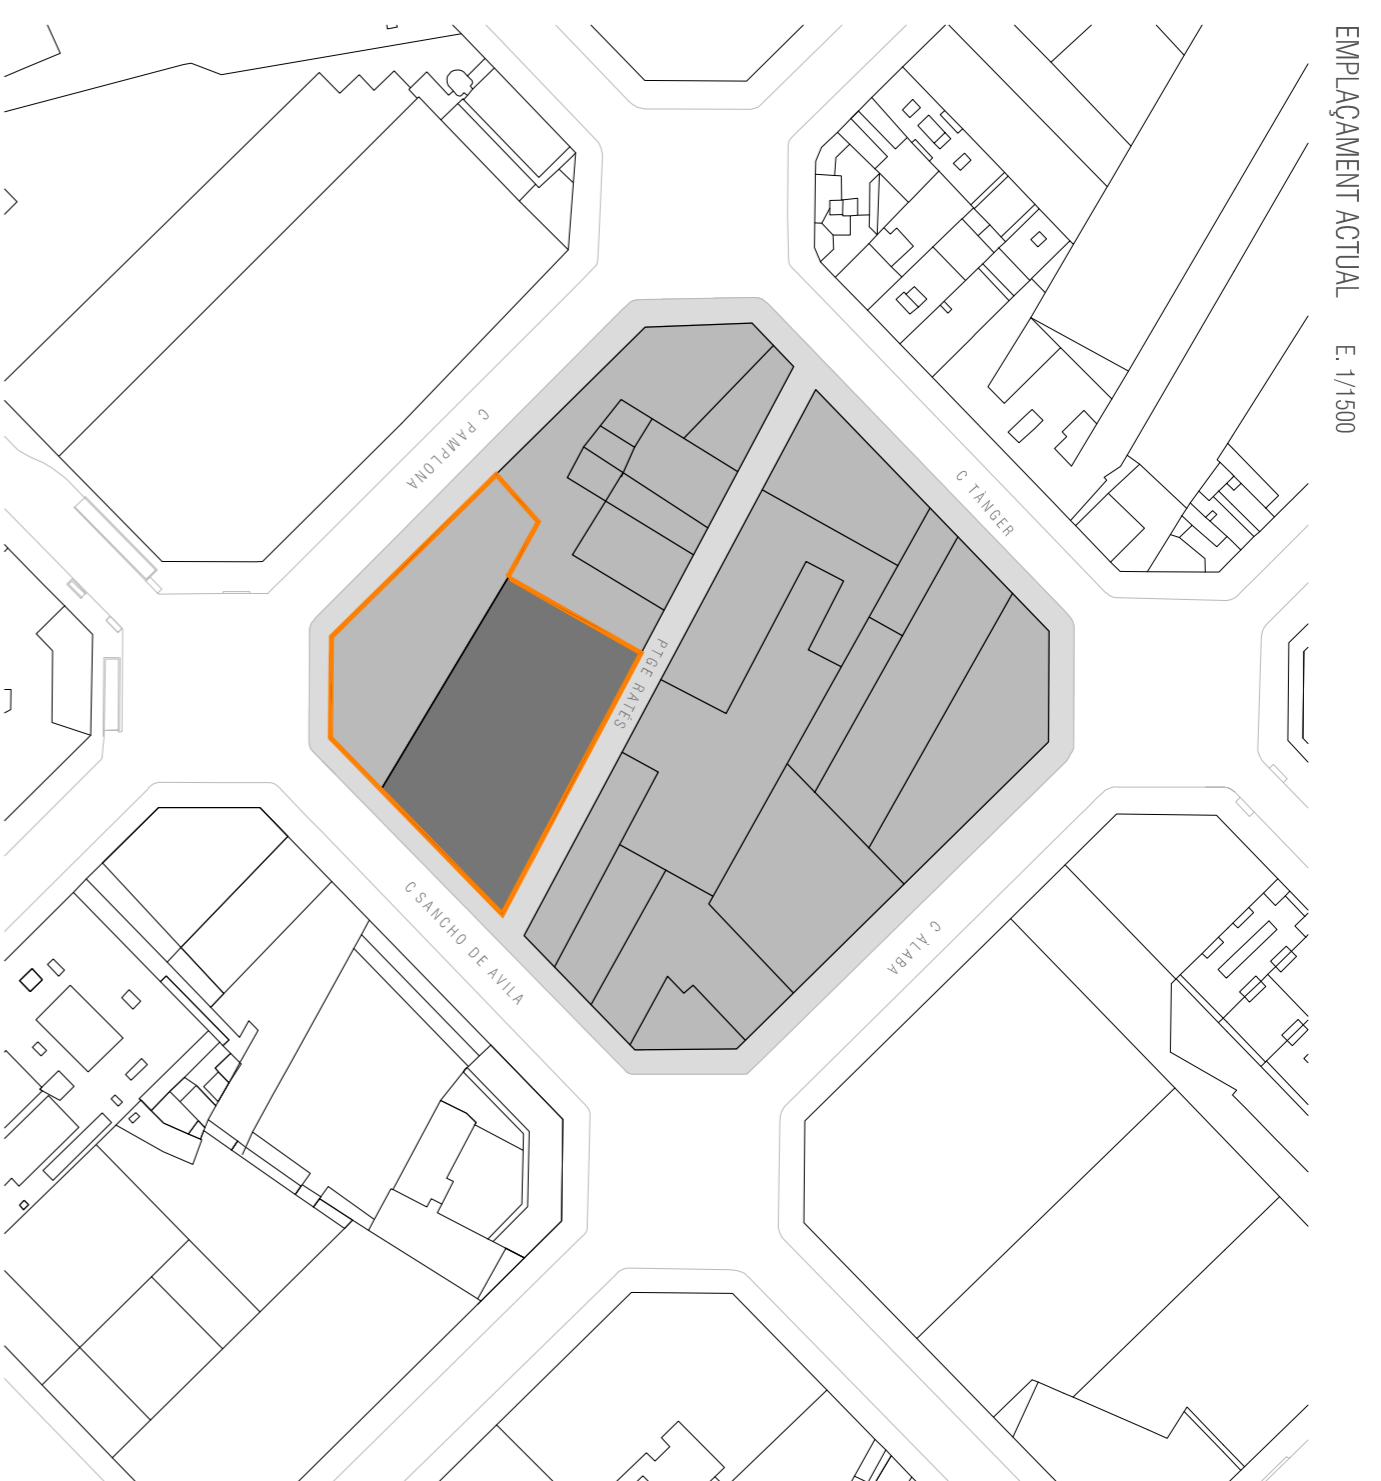 EMPLAÇAMENT ACTUAL E. 1/1500
C PAMPLONA
C TÀNGER
PTGE RATÉS
C SANCHO DE AVILA
C ÀLABA